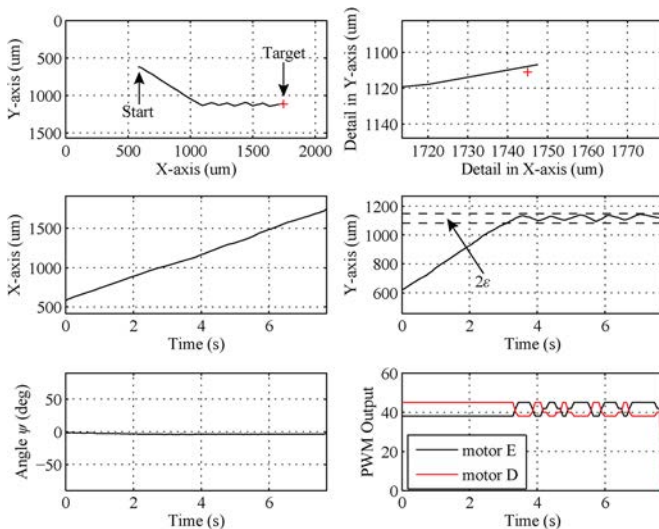 0
500
1000
1500
Y-axis (um)
Start
Target
0 500 1000 1500 2000
X-axis (um)
1100
1120
1140
Detail in Y-axis (um)
1720 1730 1740 1750 1760 1770
Detail in X-axis (um)
1500
1000
500
X-axis (um)
0 2 4 6
Time (s)
1200
1000
800
600
Y-axis (um)
2ε
0 2 4 6
Time (s)
50
0
−50
Angle ψ (deg)
0 2 4 6
Time (s)
60
40
20
0
PWM Output
motor E
motor D
0 2 4 6
Time (s)